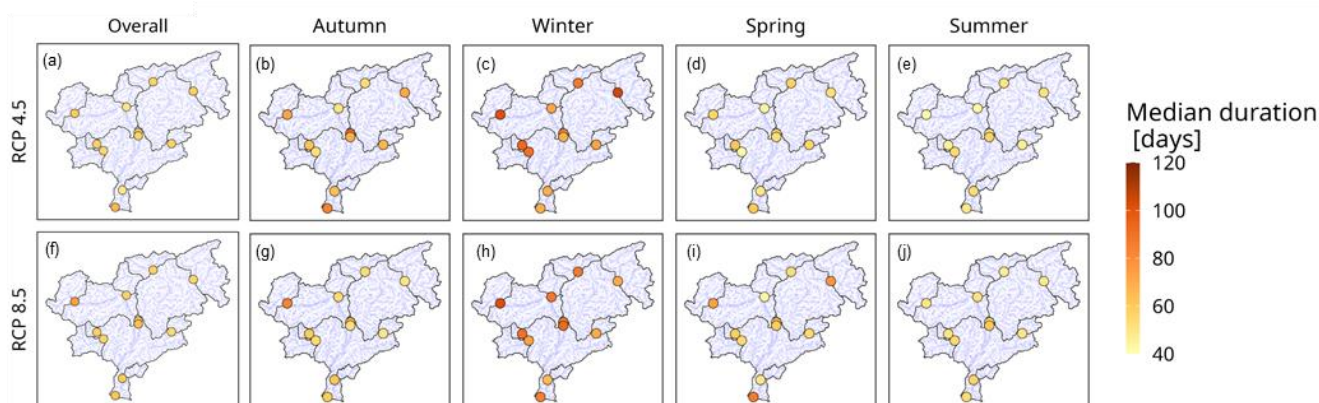 Overall
Autumn
Winter
Spring
Summer
RCP 4.5
(a)
(b)
(c)
(d)
(e)
RCP 8.5
(f)
(g)
(h)
(i)
(j)
Median duration
[days]
120
100
80
60
40